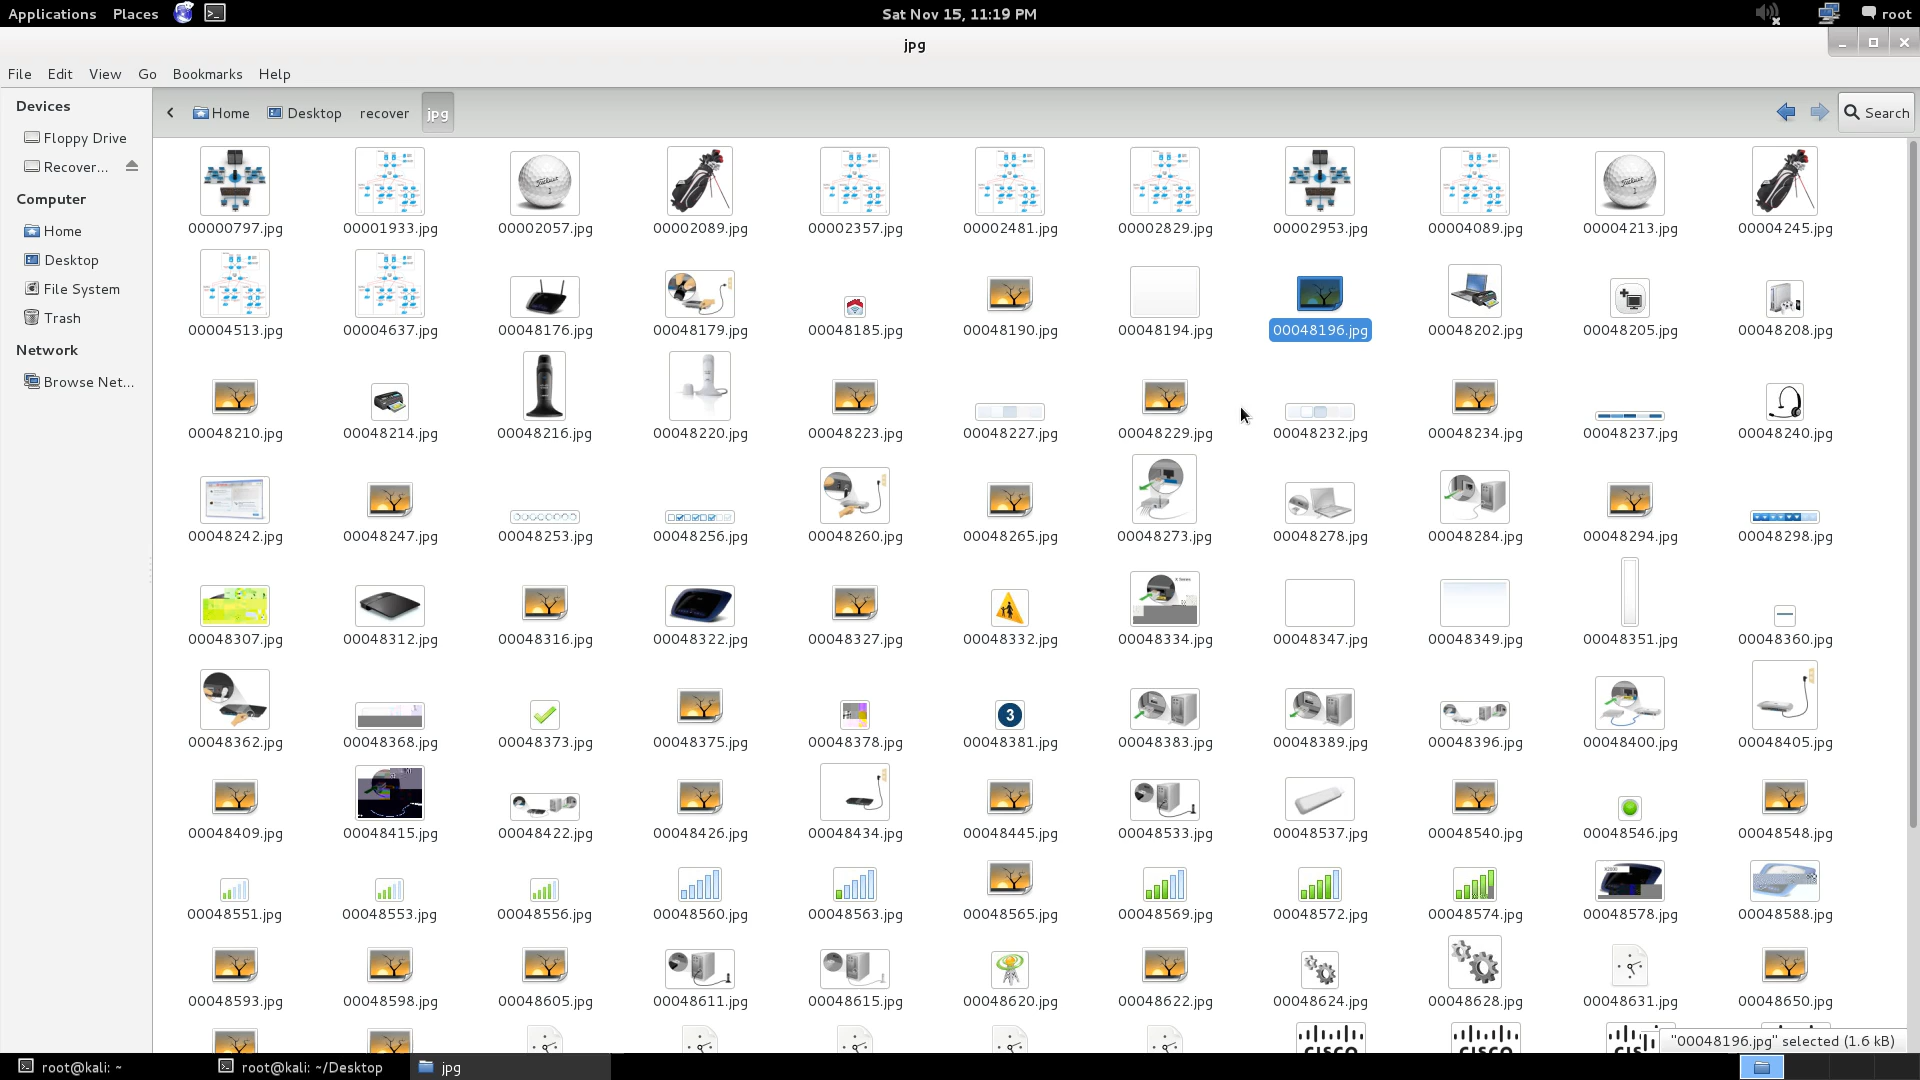 Applications Places Sat Nov 15, 11:19 PM root
jpg
File Edit View Go Bookmarks Help
Devices
Floppy Drive
Recover...
Computer
Home
Desktop
File System
Trash
Network
Browse Net...
Home Desktop recover jpg Search
00000797.jpg 00001933.jpg 00002057.jpg 00002089.jpg 00002357.jpg 00002481.jpg 00002829.jpg 00002953.jpg 00004089.jpg 00004213.jpg 00004245.jpg
00004513.jpg 00004637.jpg 00048176.jpg 00048179.jpg 00048185.jpg 00048190.jpg 00048194.jpg 00048196.jpg 00048202.jpg 00048205.jpg 00048208.jpg
00048210.jpg 00048214.jpg 00048216.jpg 00048220.jpg 00048223.jpg 00048227.jpg 00048229.jpg 00048232.jpg 00048234.jpg 00048237.jpg 00048240.jpg
00048242.jpg 00048247.jpg 00048253.jpg 00048256.jpg 00048260.jpg 00048265.jpg 00048273.jpg 00048278.jpg 00048284.jpg 00048294.jpg 00048298.jpg
00048307.jpg 00048312.jpg 00048316.jpg 00048322.jpg 00048327.jpg 00048332.jpg 00048334.jpg 00048347.jpg 00048349.jpg 00048351.jpg 00048360.jpg
3
00048362.jpg 00048368.jpg 00048373.jpg 00048375.jpg 00048378.jpg 00048381.jpg 00048383.jpg 00048389.jpg 00048396.jpg 00048400.jpg 00048405.jpg
00048409.jpg 00048415.jpg 00048422.jpg 00048426.jpg 00048434.jpg 00048445.jpg 00048533.jpg 00048537.jpg 00048540.jpg 00048546.jpg 00048548.jpg
00048551.jpg 00048553.jpg 00048556.jpg 00048560.jpg 00048563.jpg 00048565.jpg 00048569.jpg 00048572.jpg 00048574.jpg 00048578.jpg 00048588.jpg
00048593.jpg 00048598.jpg 00048605.jpg 00048611.jpg 00048615.jpg 00048620.jpg 00048622.jpg 00048624.jpg 00048628.jpg 00048631.jpg 00048650.jpg
CISCO CISCO
"00048196.jpg" selected (1.6 kB)
root@kali: ~ root@kali: ~/Desktop jpg